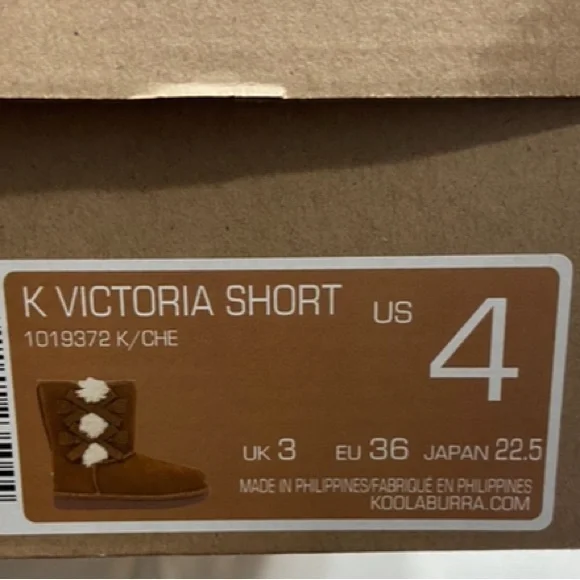 K VICTORIA SHORT
1019372 K/CHE
US 4
UK 3 EU 36 JAPAN 22.5
MADE IN PHILIPPINES/FABRIQUÉ EN PHILIPPINES
KOOLABURRA.COM